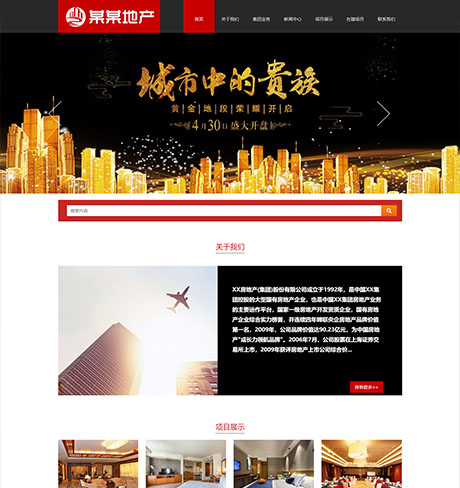 某某地产
首页 关于我们 集团业务 新闻中心 项目展示 在建项目 联系我们
城市中的贵族
黄金地段荣耀开启
4月30日盛大开盘
搜索内容
关于我们
XX房地产(集团)股份有限公司成立于1992年，是中国XX集
团控股的大型国有房地产企业，也是中国XX集团房地产业务
的主要运作平台，国家一级房地产开发资质企业，国有房地
产企业综合实力榜首，并连续四年蝉联央企房地产品牌价值
第一名，2009年，公司品牌价值达90.23亿元，为中国房地
产"成长力领航品牌"。2006年7月，公司股票在上海证券交
易所上市，2009年获评房地产上市公司综合价...
项目展示